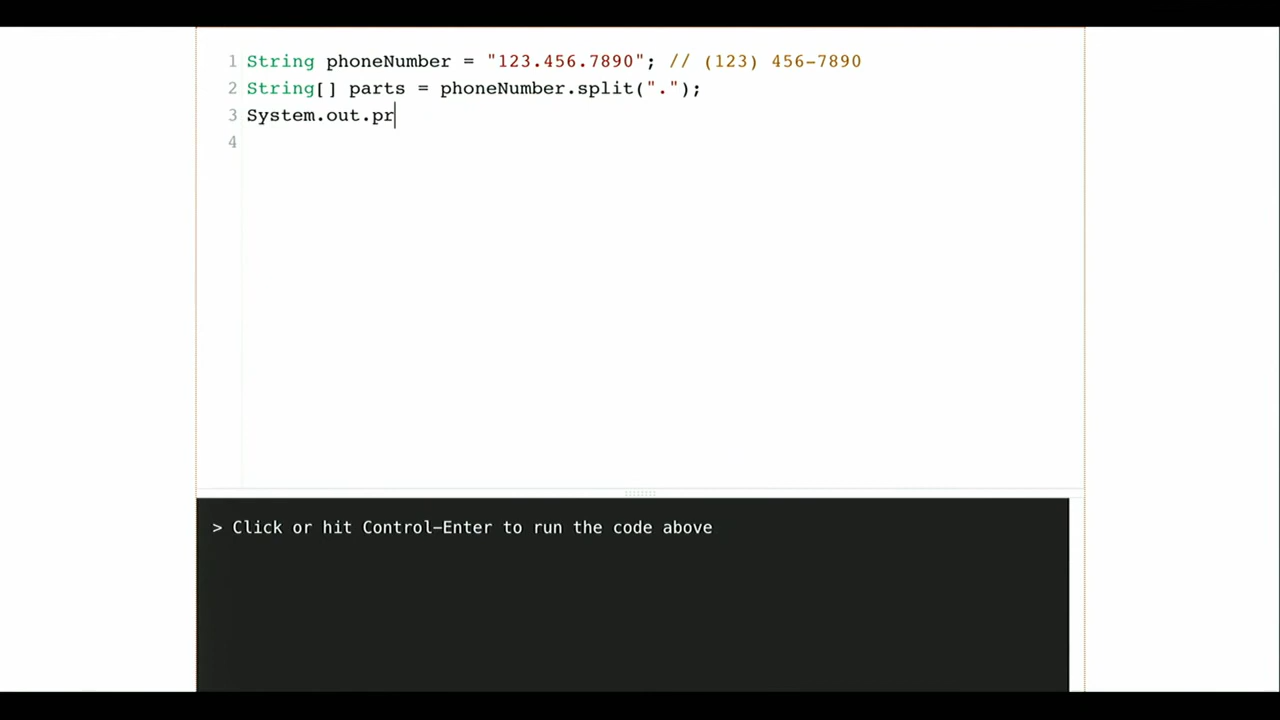 1 String phoneNumber = "123.456.7890"; // (123) 456-7890
2 String[] parts = phoneNumber.split(".");
3 System.out.pr
4
> Click or hit Control-Enter to run the code above